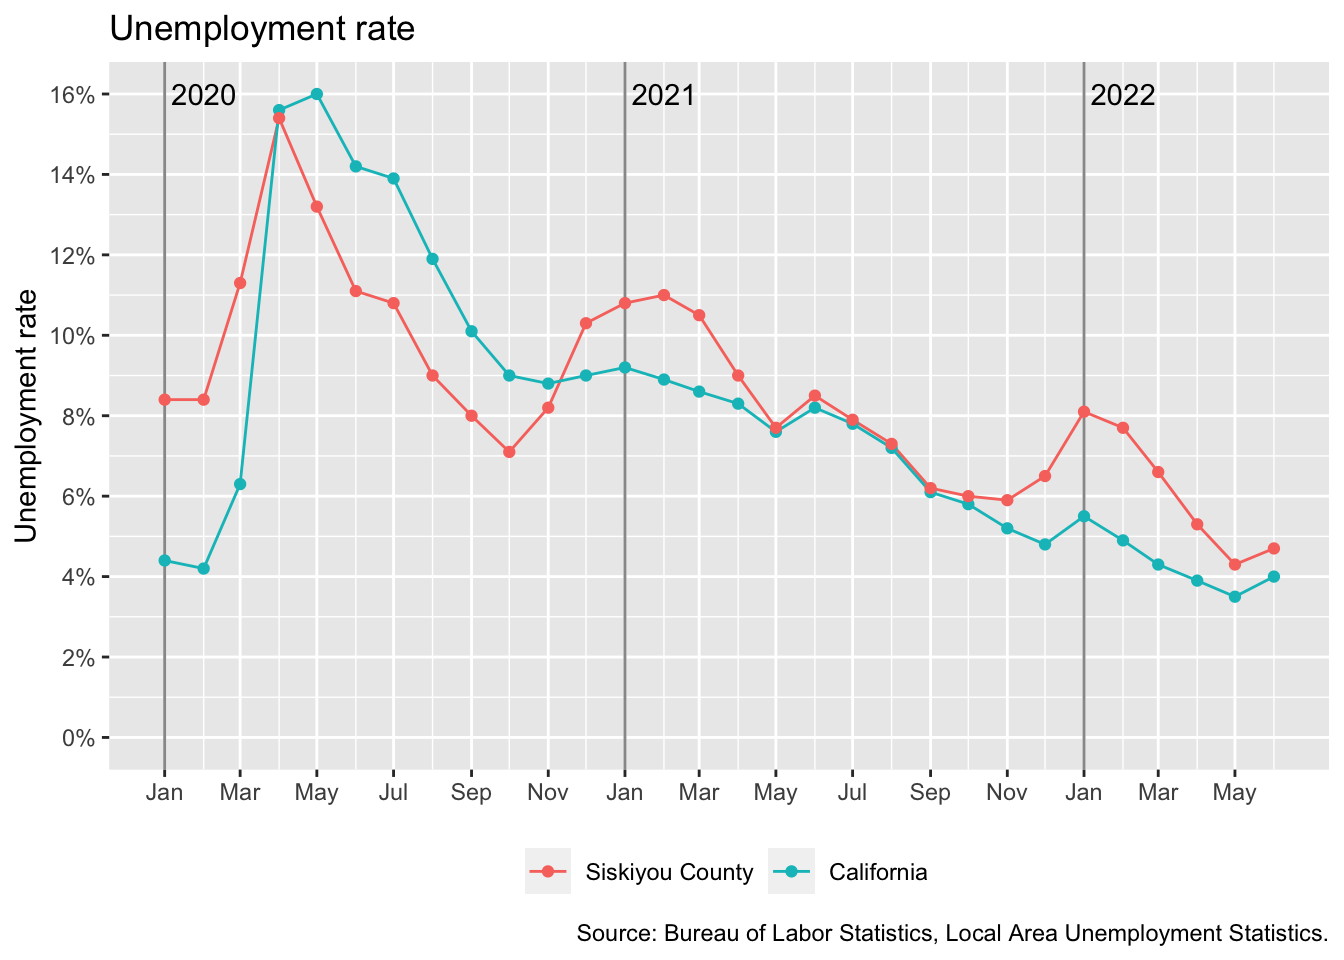 Unemployment rate
2020 2021 2022
16%
14%
12%
10%
8%
6%
4%
2%
0%
Unemployment rate
Jan Mar May Jul Sep Nov Jan Mar May Jul Sep Nov Jan Mar May
Siskiyou County California
Source: Bureau of Labor Statistics, Local Area Unemployment Statistics.